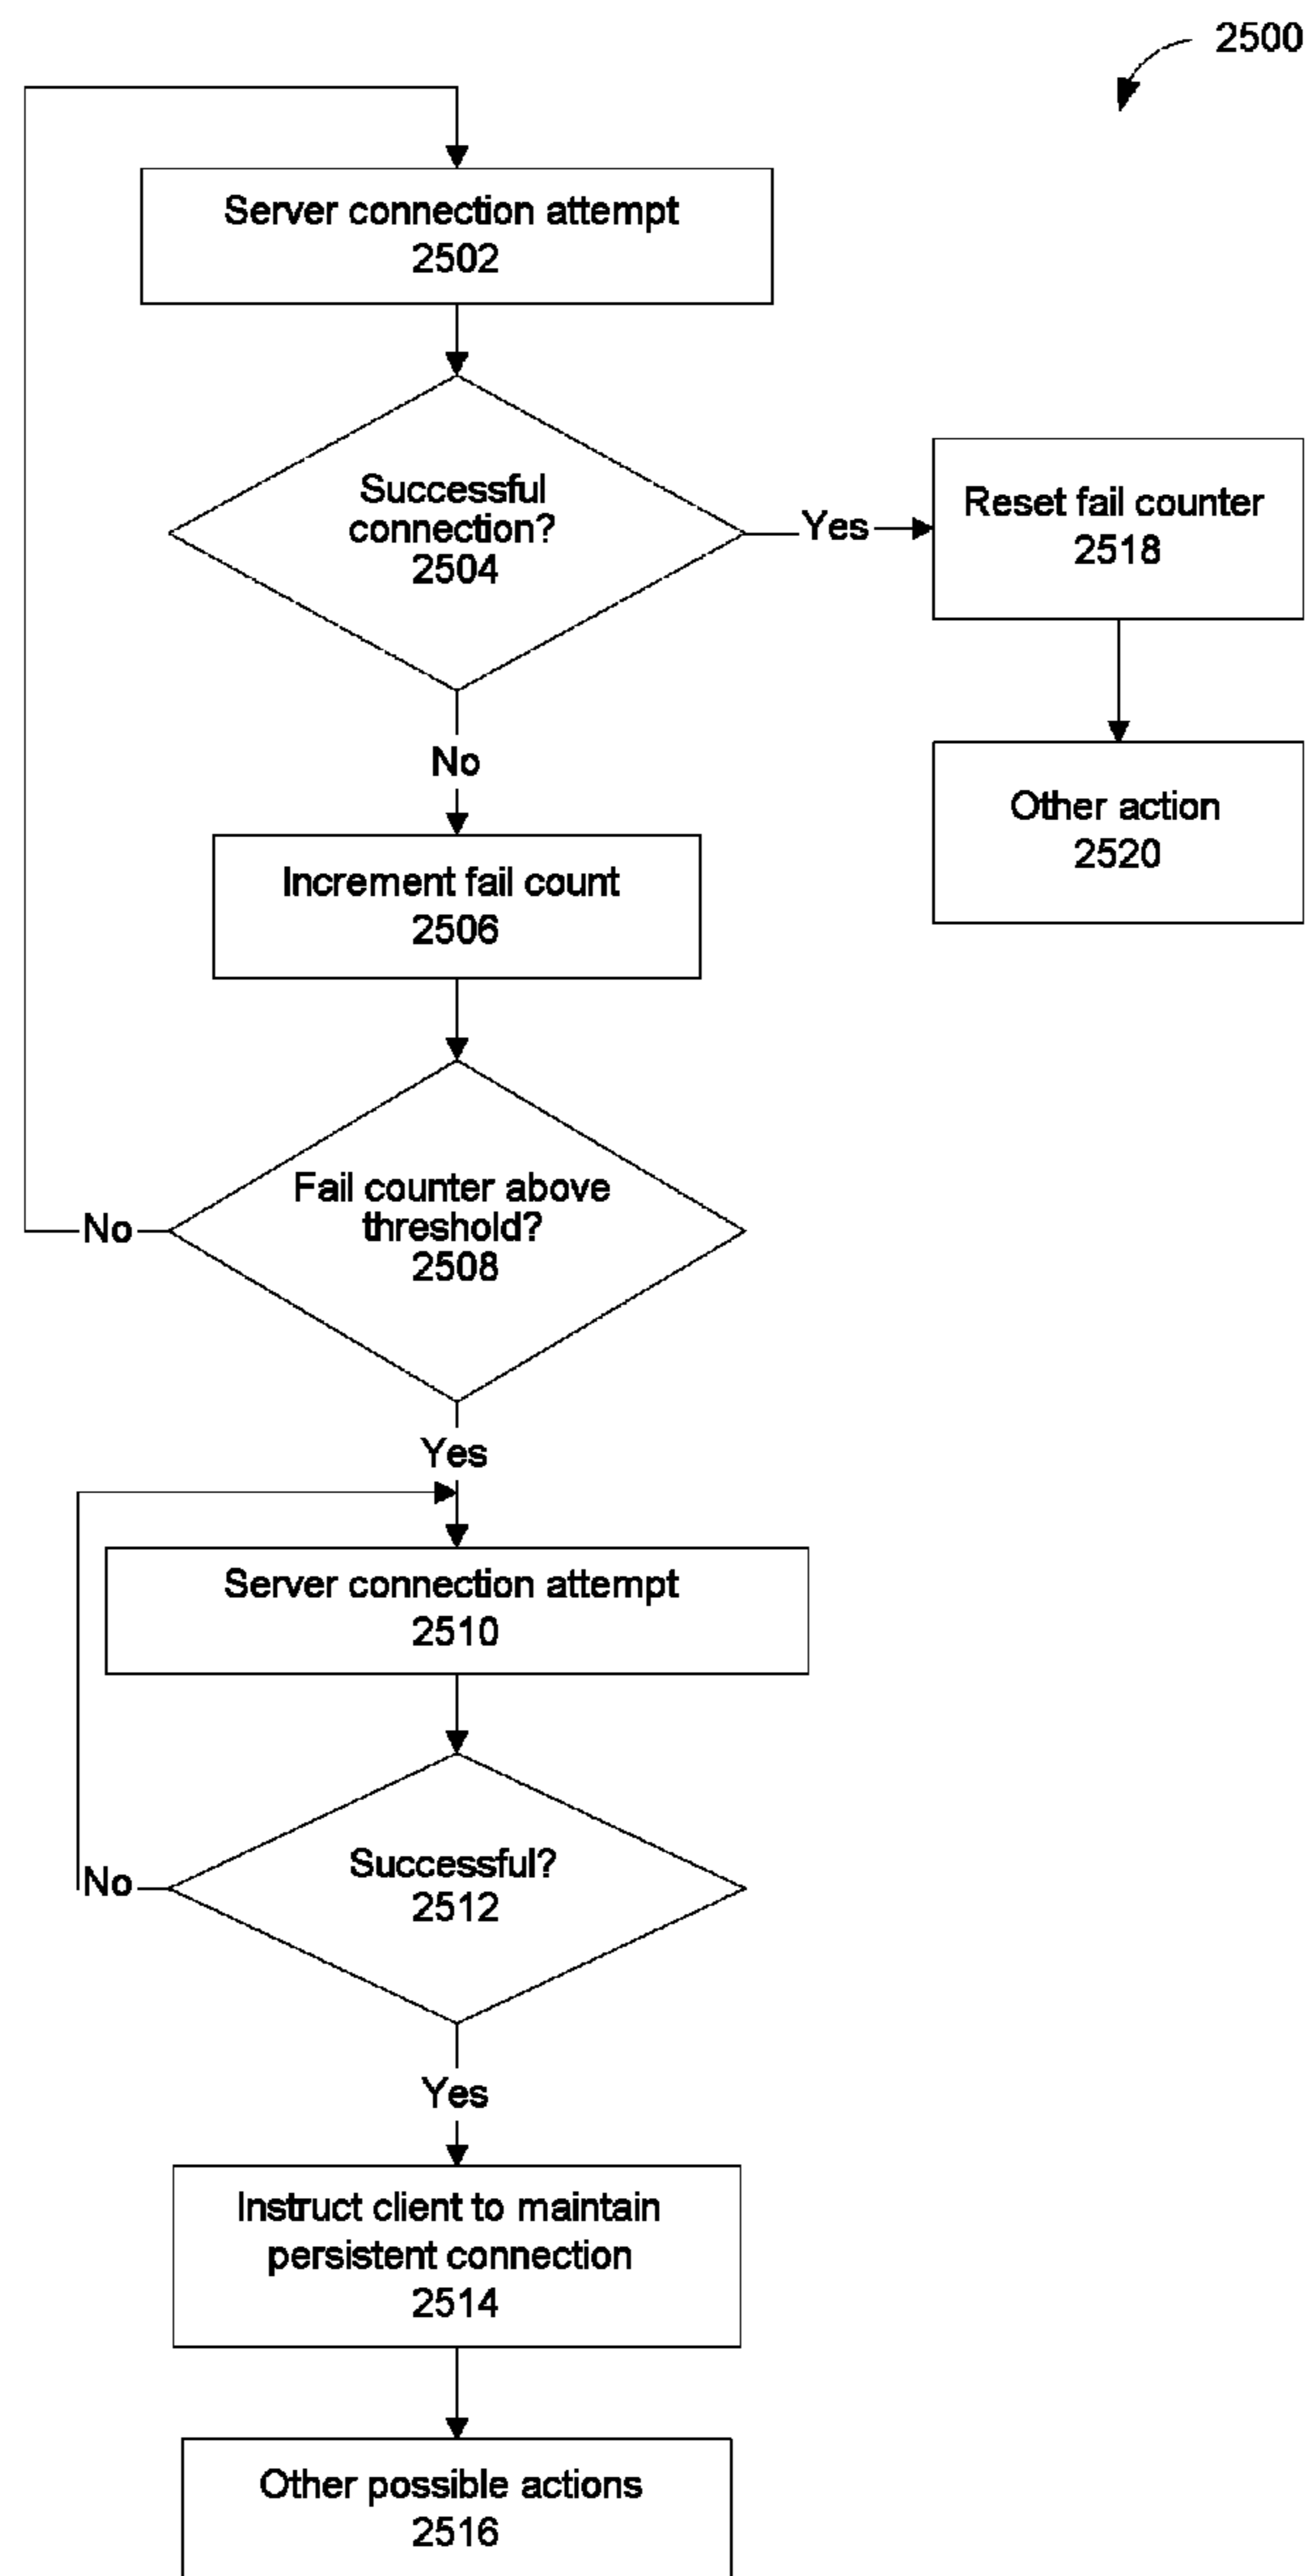 2500
Server connection attempt
2502
Successful
connection?
2504
Yes
Reset fail counter
2518
No
Other action
2520
Increment fail count
2506
Fail counter above
threshold?
2508
No
Yes
Server connection attempt
2510
Successful?
2512
No
Yes
Instruct client to maintain
persistent connection
2514
Other possible actions
2516